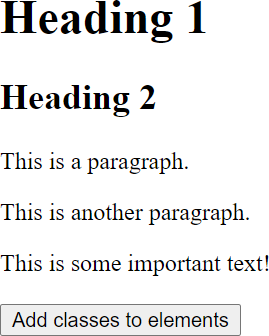 Heading 1
Heading 2
This is a paragraph.
This is another paragraph.
This is some important text!
Add classes to elements